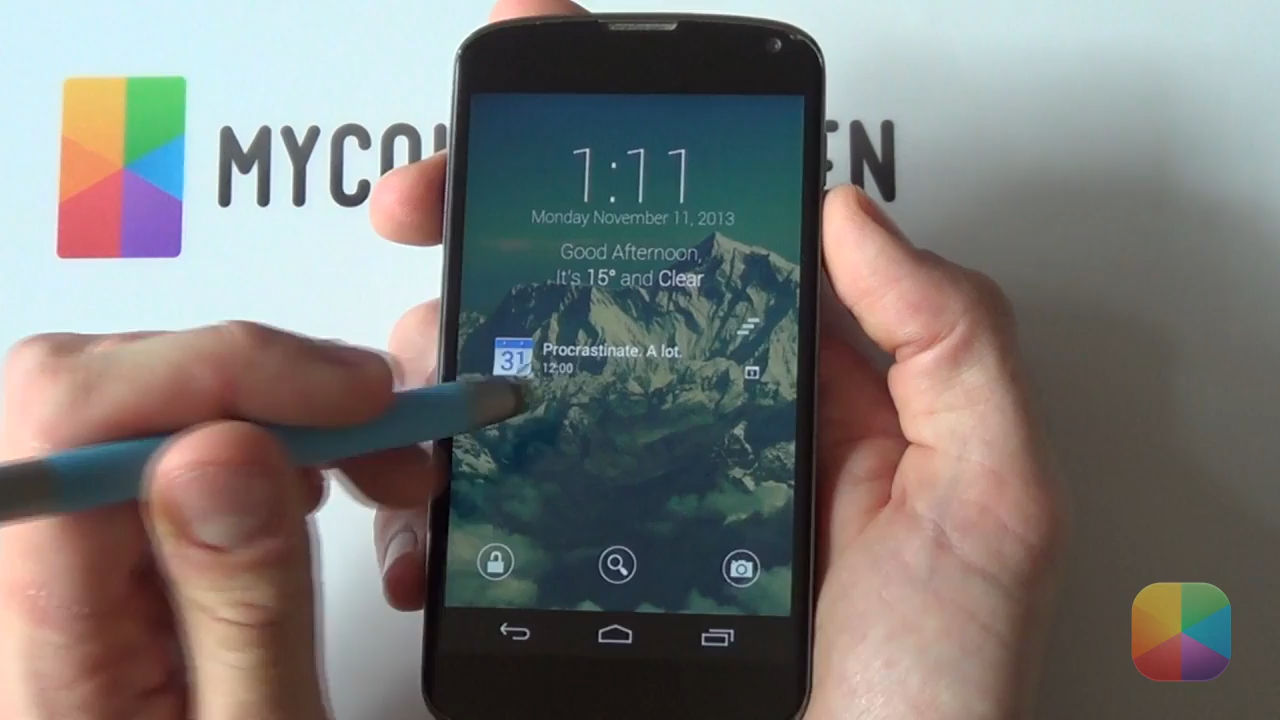 MYCO
EN
1:11
Monday November 11, 2013
Good Afternoon,
It's 15° and Clear
31
Procrastinate. A lot.
12:00